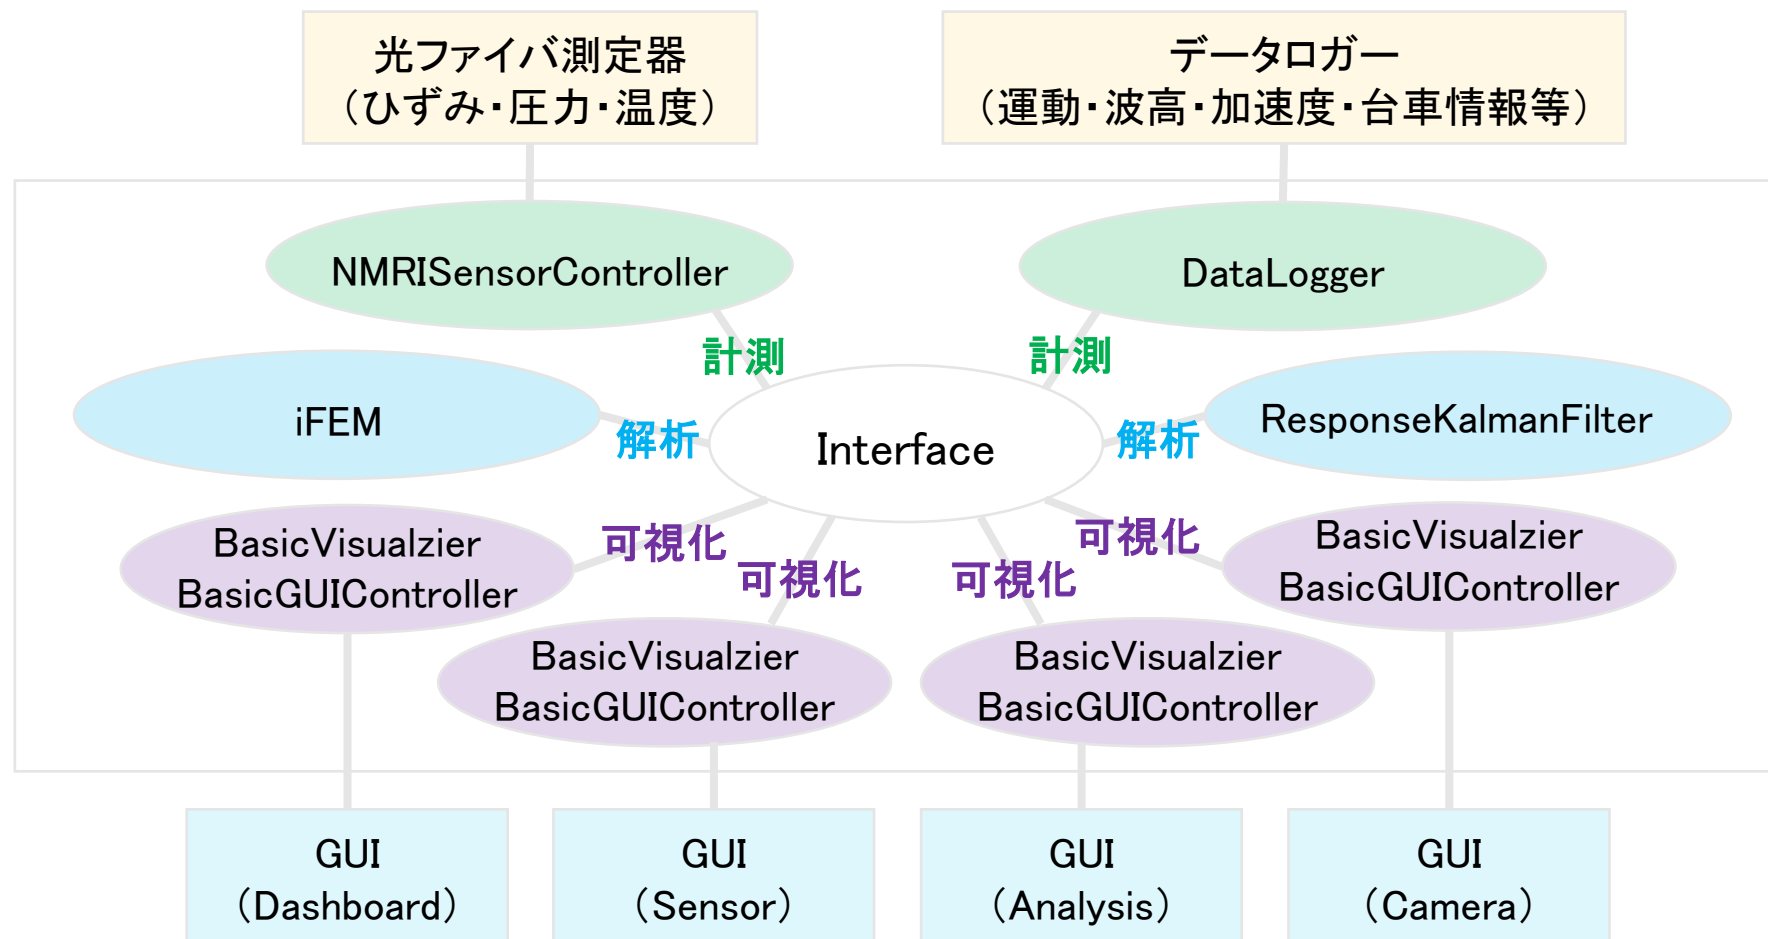 光ファイバ測定器
（ひずみ・圧力・温度）
データロガー
（運動・波高・加速度・台車情報等）
NMRISensorController
DataLogger
計測
計測
iFEM
解析
Interface
解析
ResponseKalmanFilter
BasicVisualzier
BasicGUIController
可視化
可視化
可視化
可視化
BasicVisualzier
BasicGUIController
BasicVisualzier
BasicGUIController
BasicVisualzier
BasicGUIController
GUI
（Dashboard）
GUI
（Sensor）
GUI
（Analysis）
GUI
（Camera）